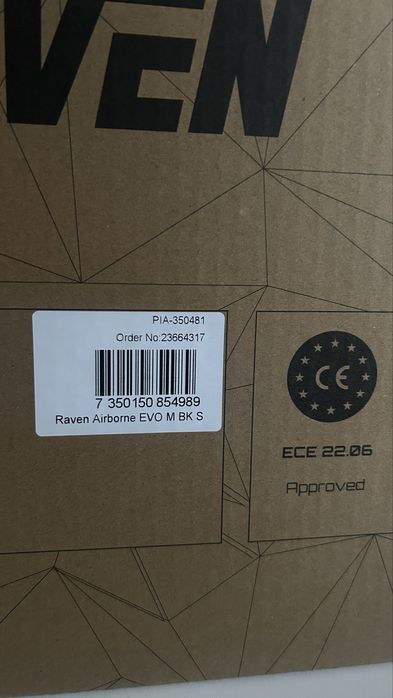 VEN
PIA-350481
Order No:23664317
7 350150 854989
Raven Airborne EVO M BK S
CE
ECE 22.06
Approved